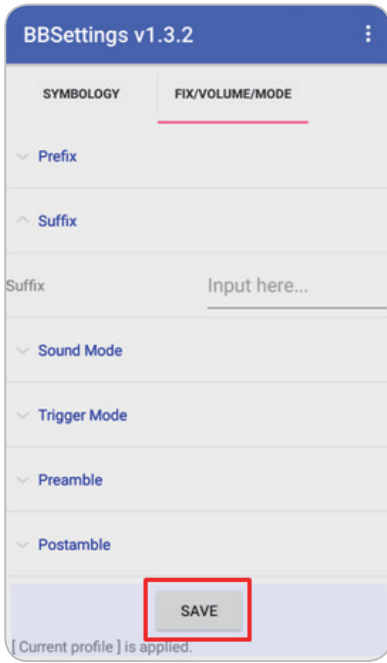 BBSettings v1.3.2
SYMBOLOGY FIX/VOLUME/MODE
Prefix
Suffix
Suffix Input here...
Sound Mode
Trigger Mode
Preamble
Postamble
SAVE
[ Current profile ] is applied.